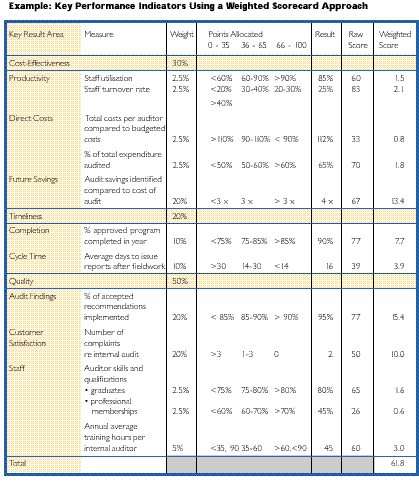 Example: Key Performance Indicators Using a Weighted Scorecard Approach
Key Result Area Measure Weight Points Allocated Result Raw Weighted
0 - 35 36 - 65 66 - 100 Score Score
Cost-Effectiveness 30%
Productivity Staff utilisation 2.5% <60% 60-90% >90% 85% 60 1.5
Staff turnover rate 2.5% <20% 30-40% 20-30% 25% 83 2.1
>40%
Direct Costs Total costs per auditor
compared to budgeted
costs 2.5% >110% 90-110% < 90% 112% 33 0.8
% of total expenditure
audited 2.5% <50% 50-60% >60% 65% 70 1.8
Future Savings Audit savings identified
compared to cost of
audit 20% <3 x 3 x > 3 x 4 x 67 13.4
Timeliness 20%
Completion % approved program
completed in year 10% <75% 75-85% >85% 90% 77 7.7
Cycle Time Average days to issue
reports after fieldwork 10% >30 14-30 <14 16 39 3.9
Quality 50%
Audit Findings % of accepted
recommendations
implemented 20% < 85% 85-90% > 90% 95% 77 15.4
Customer Number of
Satisfaction complaints
re internal audit 20% >3 1-3 0 2 50 10.0
Staff Auditor skills and
qualifications
• graduates 2.5% <75% 75-80% >80% 80% 65 1.6
• professional
memberships 2.5% <60% 60-70% >70% 45% 26 0.6
Annual average
training hours per
internal auditor 5% <35, 90 35-60 >60,<90 45 60 3.0
Total 61.8